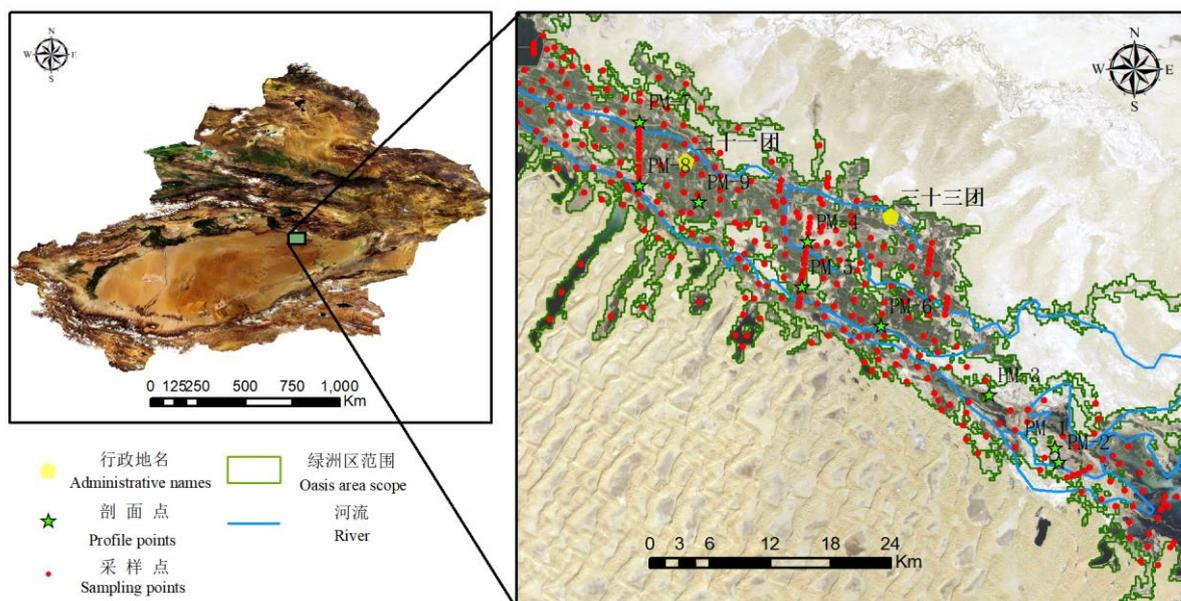 N
W E
S
0 125250 500 750 1,000
Km
行政地名
Administrative names
绿洲区范围
Oasis area scope
剖面点
Profile points
河流
River
采样点
Sampling points
N
W E
S
PM-7
三十一团
PM-8
PM-9
三十三团
PM-4
PM-5
PM-6
PM-3
PM-1
PM-2
0 3 6 12 18 24
Km